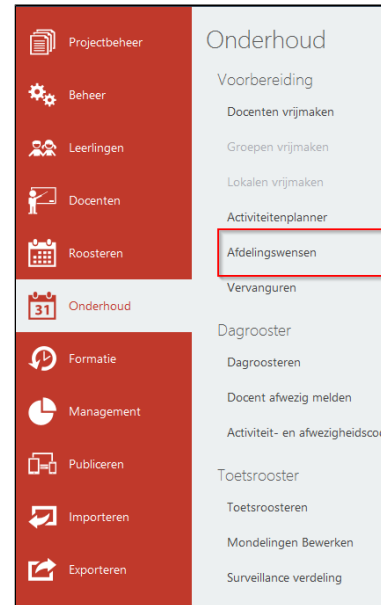 Projectbeheer
Beheer
Leerlingen
Docenten
Roosteren
31
Onderhoud
Formatie
Management
Publiceren
Importeren
Exporteren
Onderhoud
Voorbereiding
Docenten vrijmaken
Groepen vrijmaken
Lokalen vrijmaken
Activiteitenplanner
Afdelingswensen
Vervanguren
Dagrooster
Dagroosteren
Docent afwezig melden
Activiteit- en afwezigheidscod
Toetsrooster
Toetsroosteren
Mondelingen Bewerken
Surveillance verdeling